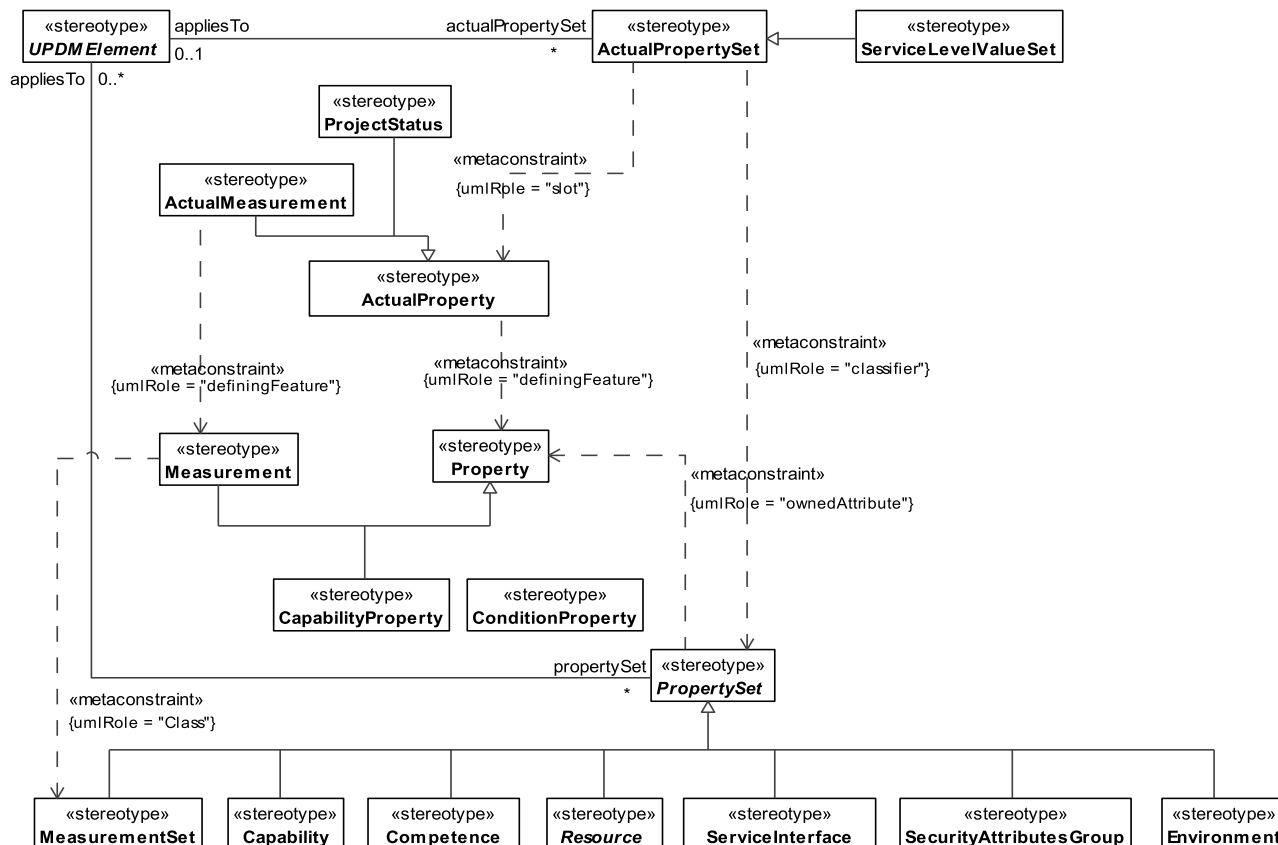 «stereotype»
UPDMElement
appliesTo
0..1
actualPropertySet
*
«stereotype»
ActualPropertySet
«stereotype»
ServiceLevelValueSet
appliesTo
0..*
«stereotype»
ProjectStatus
«stereotype»
ActualMeasurement
«metaconstraint»
{umlRole = "slot"}
«stereotype»
ActualProperty
«metaconstraint»
{umlRole = "definingFeature"}
«metaconstraint»
{umlRole = "definingFeature"}
«metaconstraint»
{umlRole = "classifier"}
«stereotype»
Measurement
«stereotype»
Property
«metaconstraint»
{umlRole = "ownedAttribute"}
«stereotype»
CapabilityProperty
«stereotype»
ConditionProperty
propertySet
*
«stereotype»
PropertySet
«metaconstraint»
{umlRole = "Class"}
«stereotype»
MeasurementSet
«stereotype»
Capability
«stereotype»
Competence
«stereotype»
Resource
«stereotype»
ServiceInterface
«stereotype»
SecurityAttributesGroup
«stereotype»
Environment